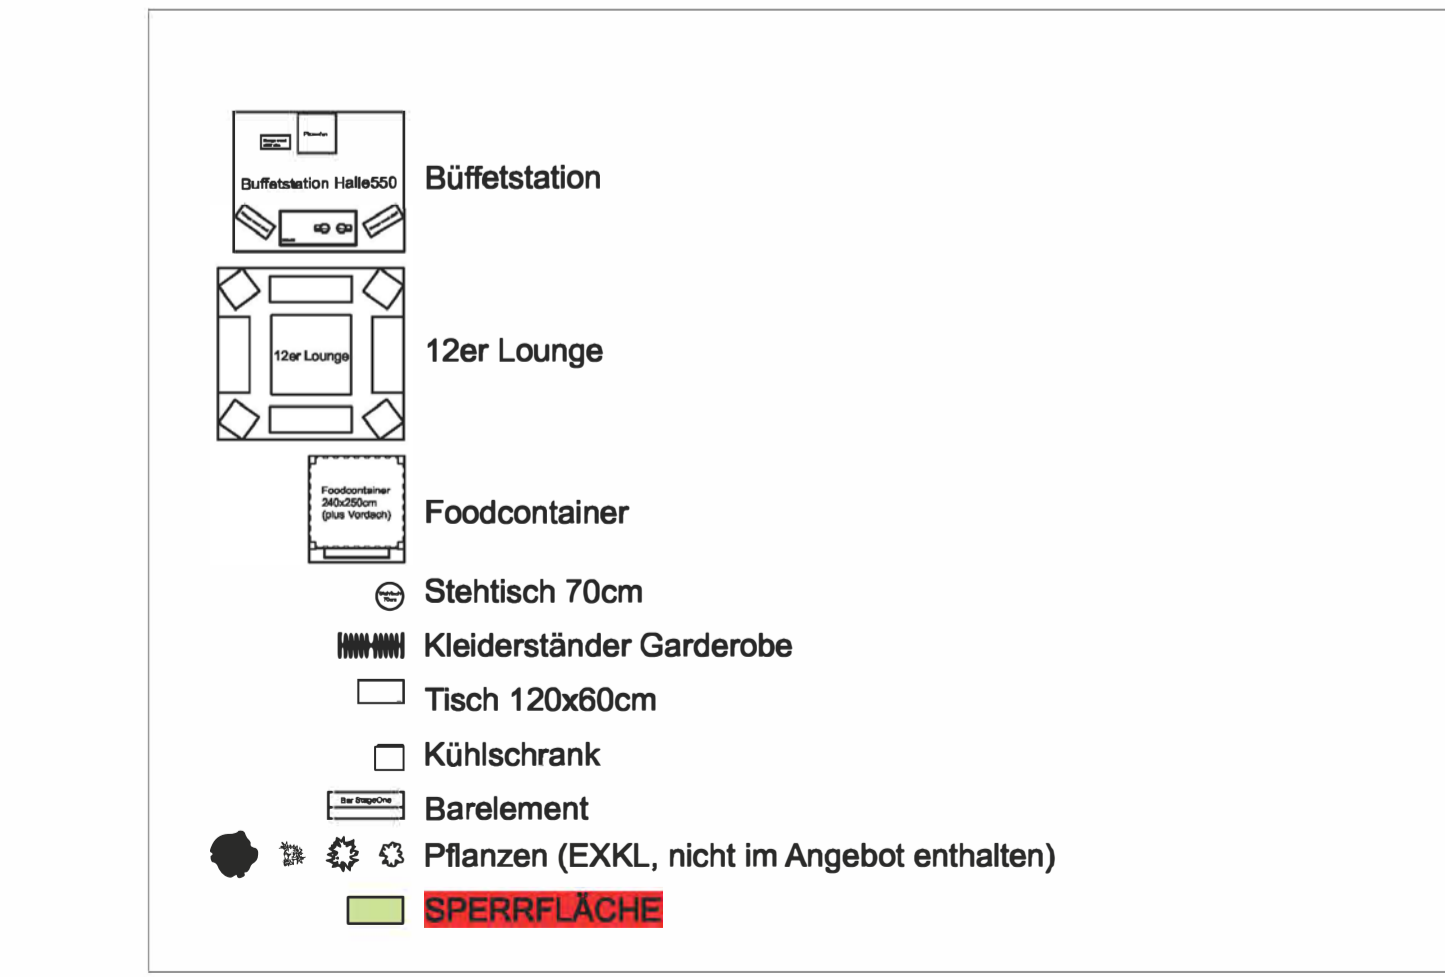 Buffetstation Halle550
Büffetstation
12er Lounge
12er Lounge
Foodcontainer
240x250cm
(plus Vordach)
Foodcontainer
Stehtisch 70cm
Kleiderständer Garderobe
Tisch 120x60cm
Kühlschrank
Bar StageOne
Barelement
Pflanzen (EXKL, nicht im Angebot enthalten)
SPERRFLÄCHE